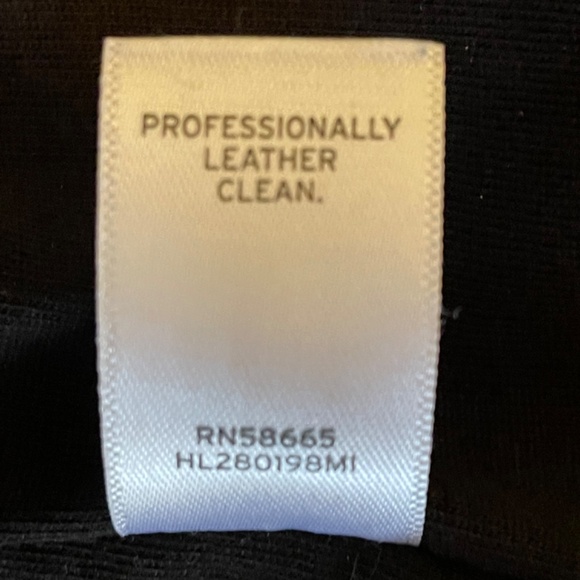 PROFESSIONALLY
LEATHER
CLEAN.
RN58665
HL280198MI